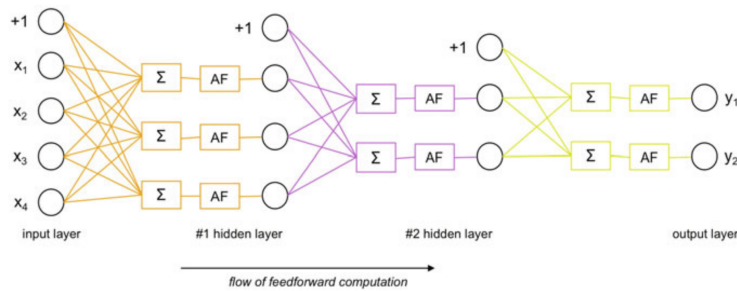 +1
x1
x2
x3
x4
Σ AF
Σ AF
Σ AF
+1
Σ AF
Σ AF
+1
Σ AF
Σ AF
y1
y2
input layer #1 hidden layer #2 hidden layer output layer
flow of feedforward computation